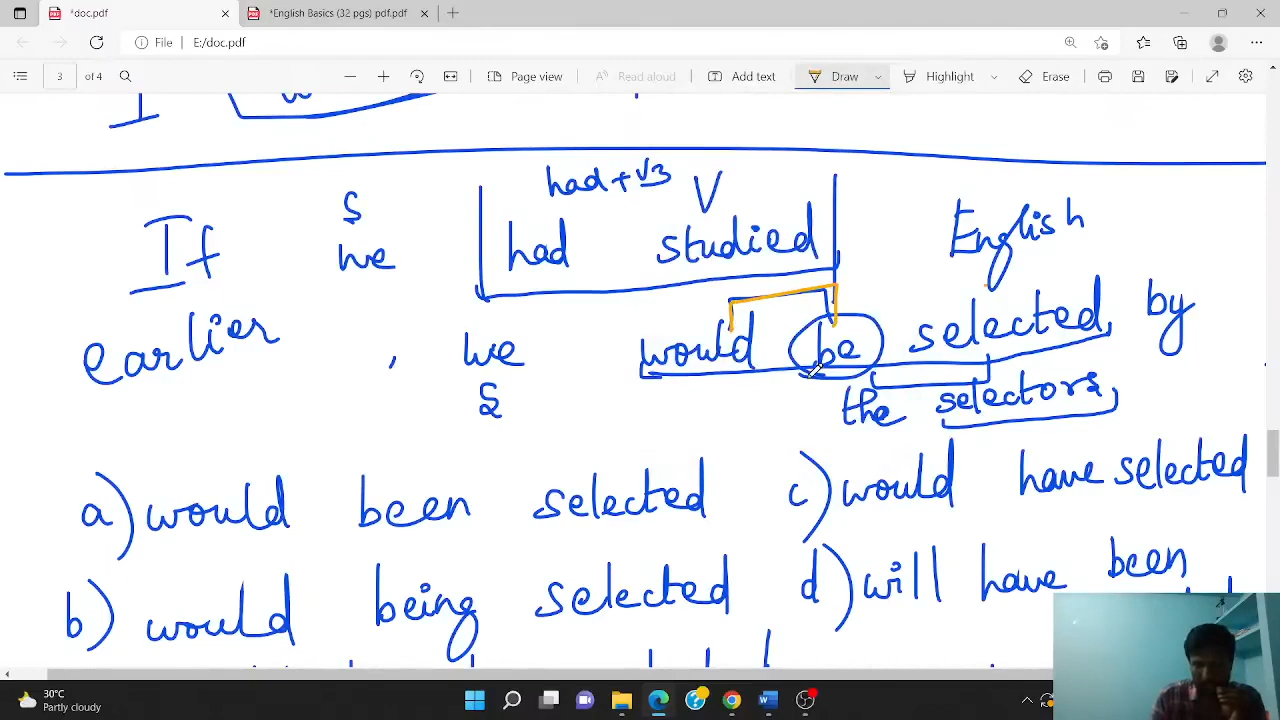 *doc.pdf
*English Basics (32 pgs) pdf.pdf
File E:/doc.pdf
3 of 4 Page view Read aloud Add text Draw Highlight Erase
I
had + V3 V
S
If we had studied English
earlier , we would be selected by
S
the selectors.
a) would been selected c) would have selected
b) would being selected d) will have been
30°C
Partly cloudy